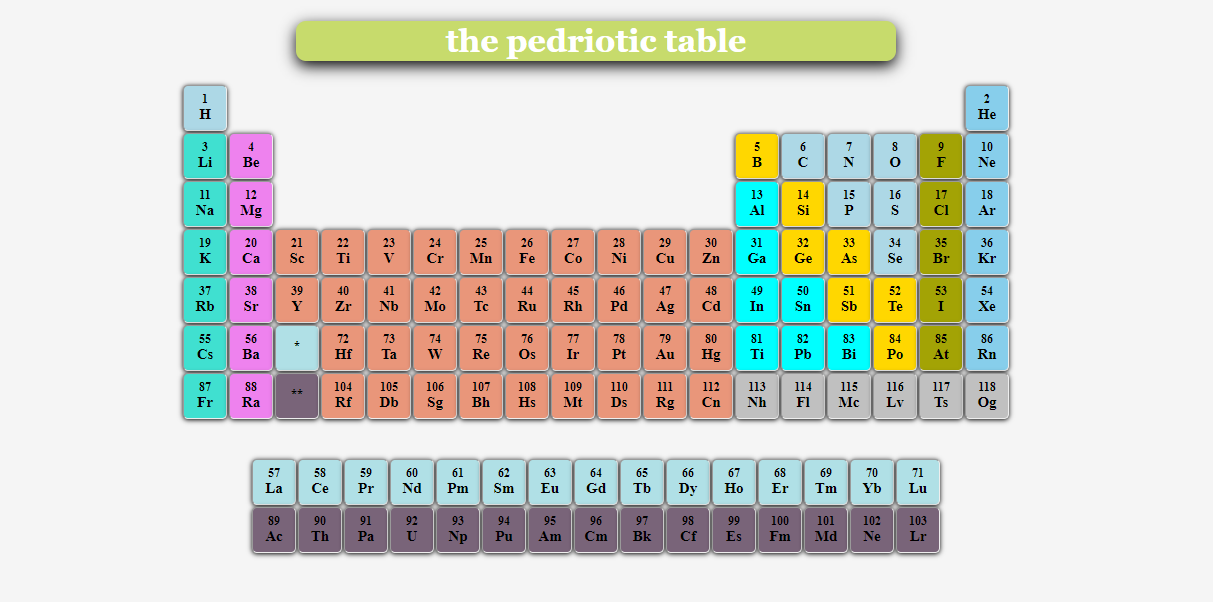 the pedriotic table
1 2
H He
3 4 5 6 7 8 9 10
Li Be B C N O F Ne
11 12 13 14 15 16 17 18
Na Mg Al Si P S Cl Ar
19 20 21 22 23 24 25 26 27 28 29 30 31 32 33 34 35 36
K Ca Sc Ti V Cr Mn Fe Co Ni Cu Zn Ga Ge As Se Br Kr
37 38 39 40 41 42 43 44 45 46 47 48 49 50 51 52 53 54
Rb Sr Y Zr Nb Mo Tc Ru Rh Pd Ag Cd In Sn Sb Te I Xe
55 56 * 72 73 74 75 76 77 78 79 80 81 82 83 84 85 86
Cs Ba Hf Ta W Re Os Ir Pt Au Hg Ti Pb Bi Po At Rn
87 88 ** 104 105 106 107 108 109 110 111 112 113 114 115 116 117 118
Fr Ra Rf Db Sg Bh Hs Mt Ds Rg Cn Nh Fl Mc Lv Ts Og
57 58 59 60 61 62 63 64 65 66 67 68 69 70 71
La Ce Pr Nd Pm Sm Eu Gd Tb Dy Ho Er Tm Yb Lu
89 90 91 92 93 94 95 96 97 98 99 100 101 102 103
Ac Th Pa U Np Pu Am Cm Bk Cf Es Fm Md Ne Lr